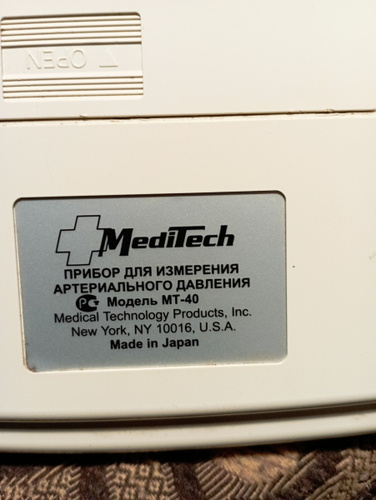 OPEN
MediTech
ПРИБОР ДЛЯ ИЗМЕРЕНИЯ
АРТЕРИАЛЬНОГО ДАВЛЕНИЯ
Модель МТ-40
Medical Technology Products, Inc.
New York, NY 10016, U.S.A.
Made in Japan